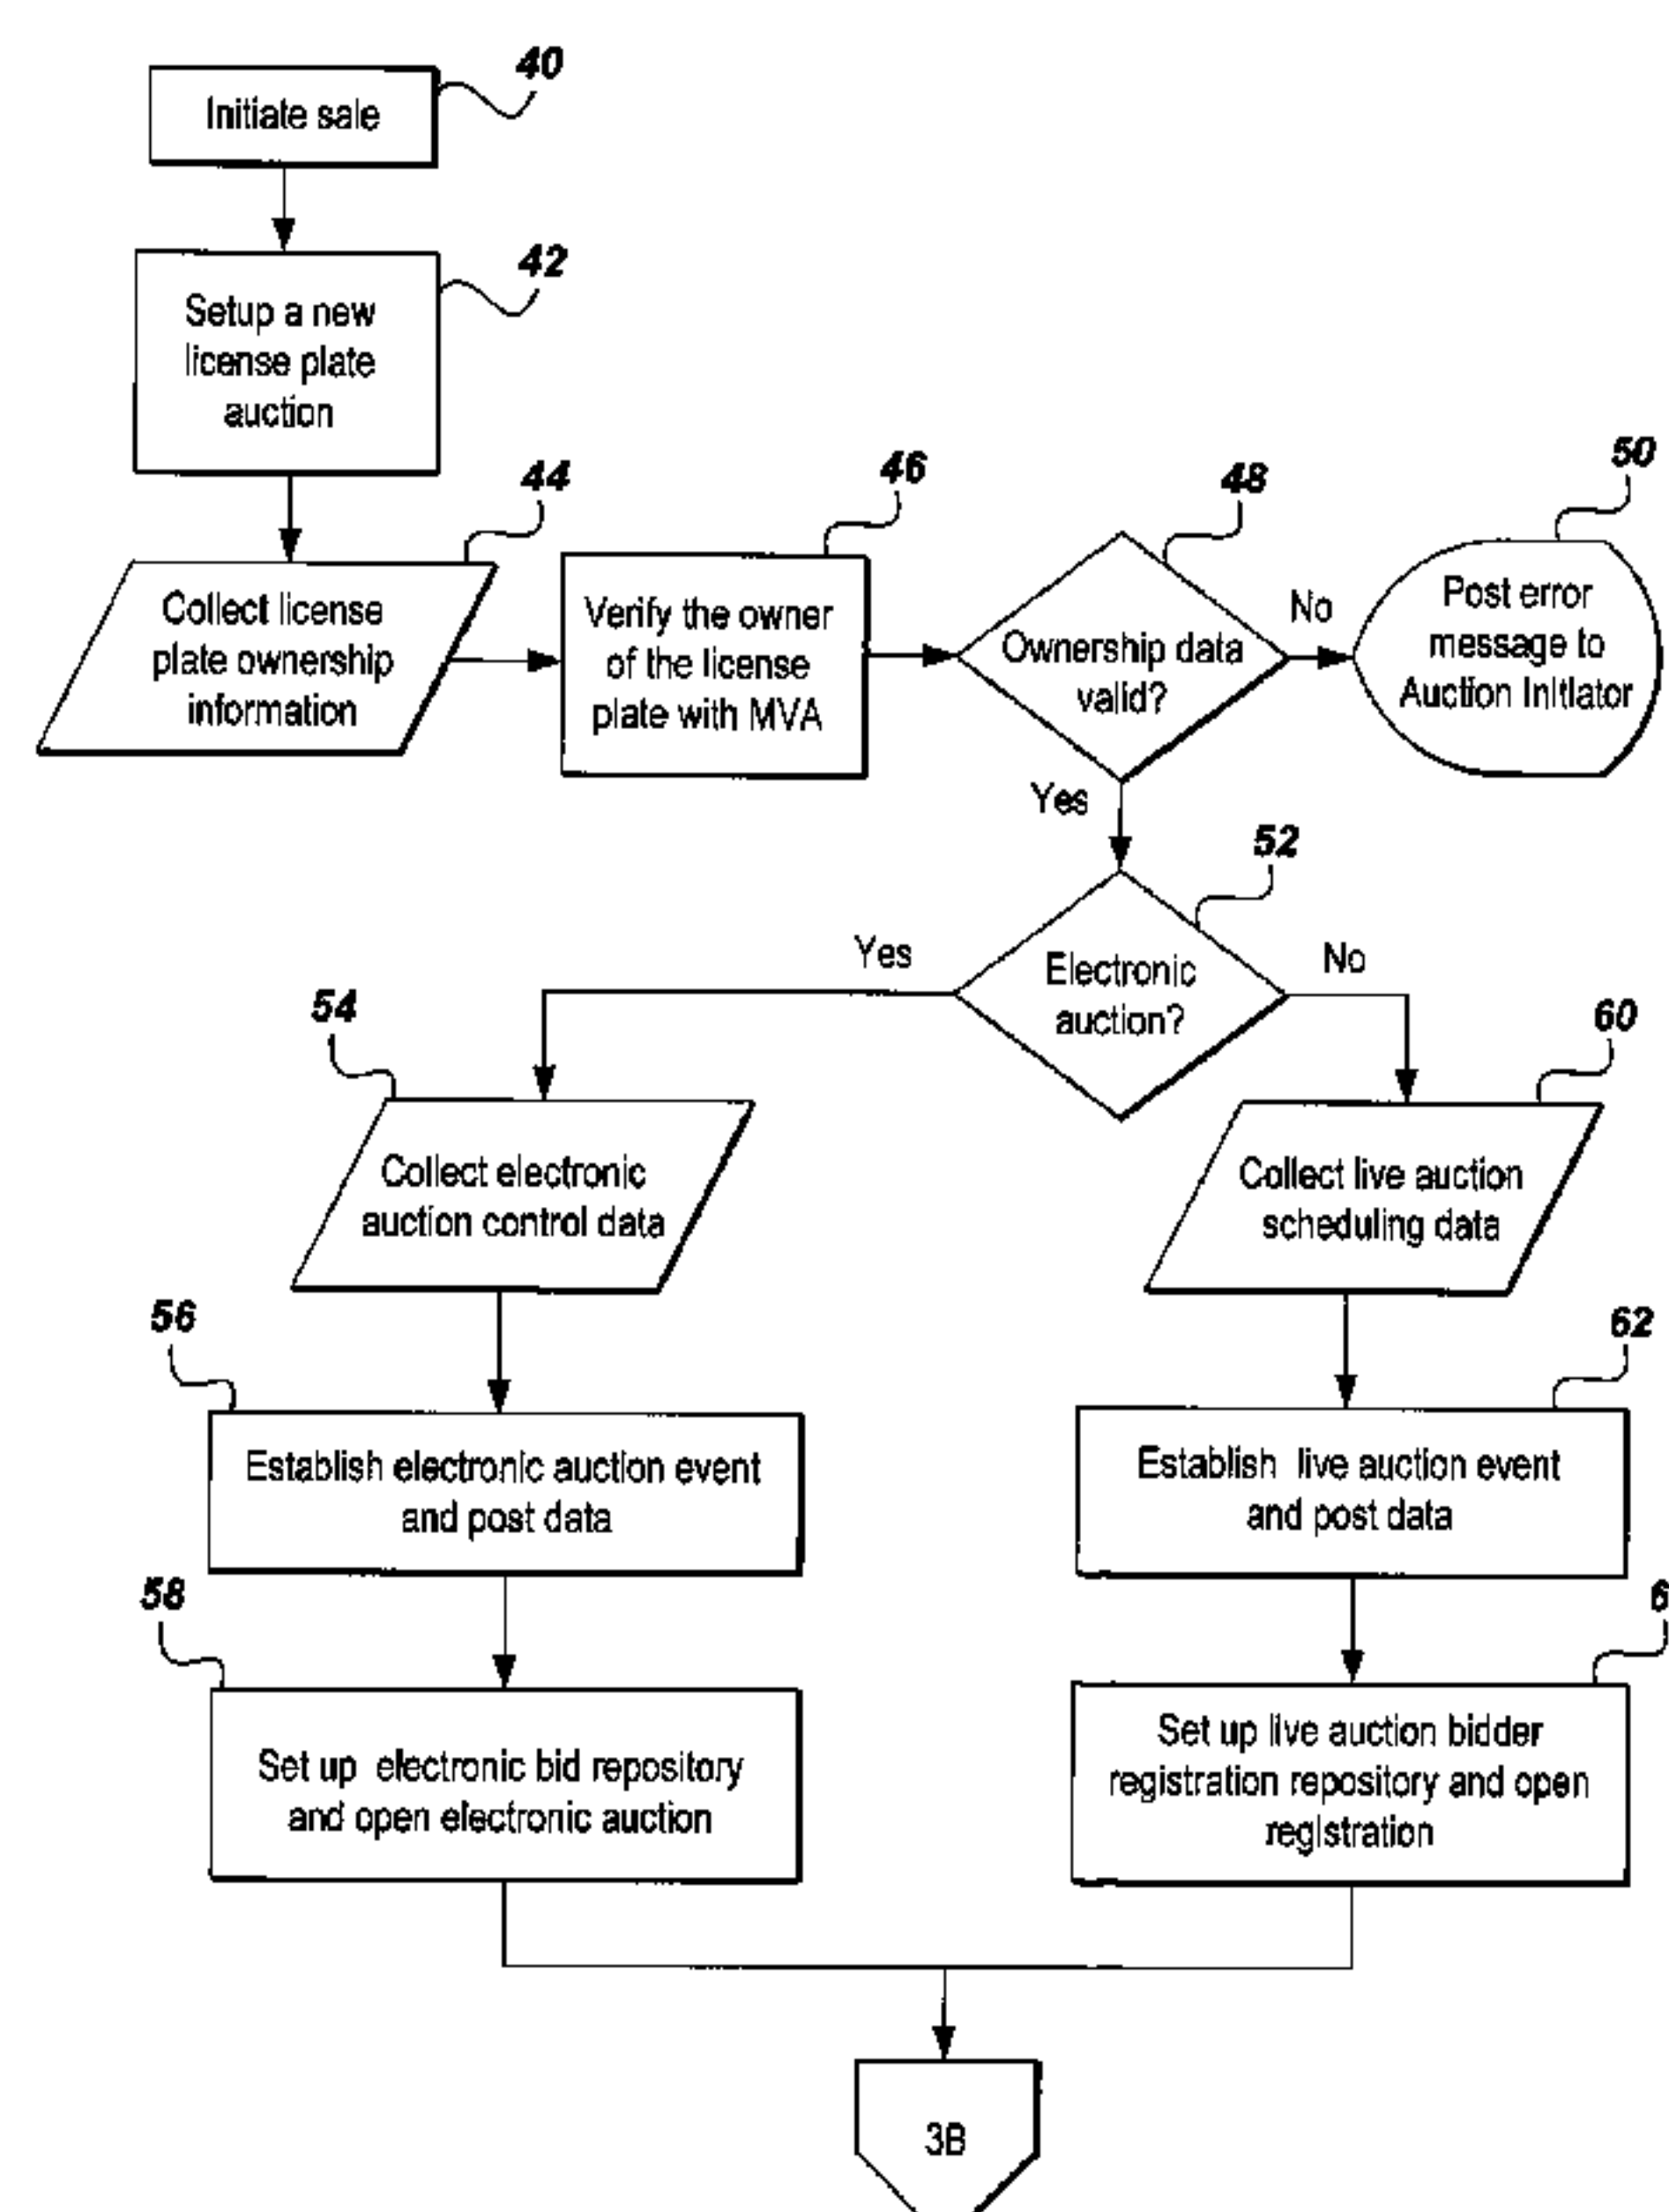 40
Initiate sale
42
Setup a new
license plate
auction
44
Collect license
plate ownership
information
46
Verify the owner
of the license
plate with MVA
48
Ownership data
valid?
No
50
Post error
message to
Auction Initiator
Yes
52
Electronic
auction?
Yes
No
54
Collect electronic
auction control data
60
Collect live auction
scheduling data
56
Establish electronic auction event
and post data
62
Establish live auction event
and post data
58
Set up electronic bid repository
and open electronic auction
6
Set up live auction bidder
registration repository and open
registration
3B